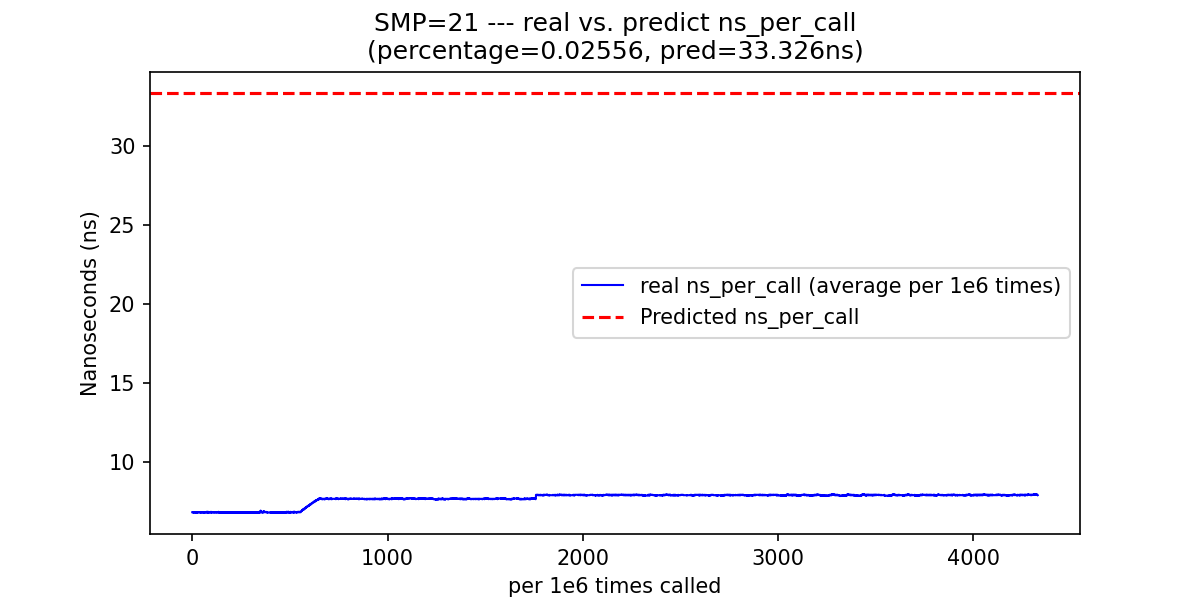 SMP=21 --- real vs. predict ns_per_call
(percentage=0.02556, pred=33.326ns)
Nanoseconds (ns)
30
25
20
15
10
real ns_per_call (average per 1e6 times)
Predicted ns_per_call
0 1000 2000 3000 4000
per 1e6 times called